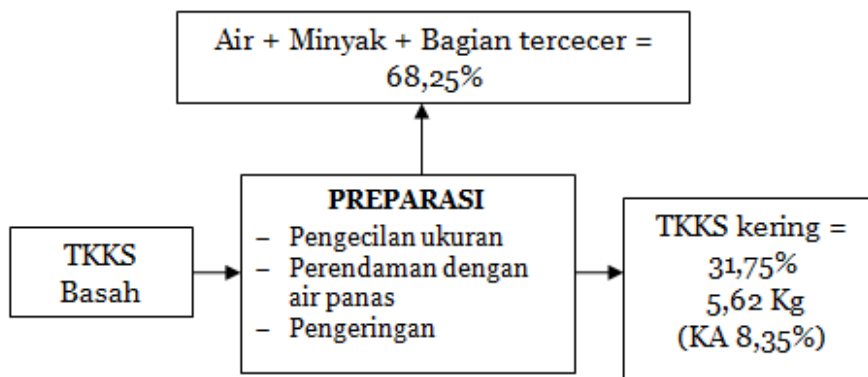 Air + Minyak + Bagian tercecer =
68,25%
PREPARASI
– Pengecilan ukuran
– Perendaman dengan
air panas
– Pengeringan
TKKS
Basah
TKKS kering =
31,75%
5,62 Kg
(KA 8,35%)